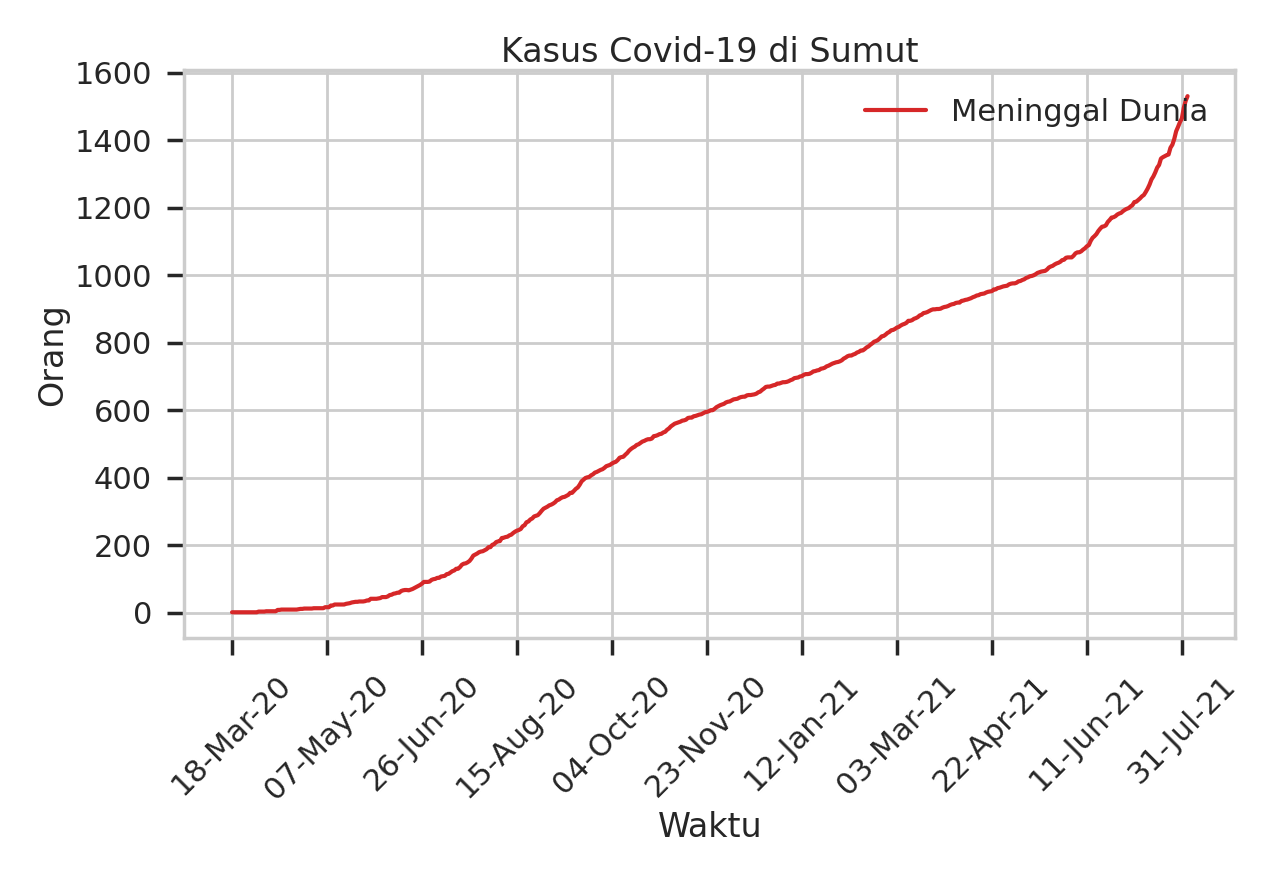 Kasus Covid-19 di Sumut
Meninggal Dunia
Orang
1600
1400
1200
1000
800
600
400
200
0
18-Mar-20
07-May-20
26-Jun-20
15-Aug-20
04-Oct-20
23-Nov-20
12-Jan-21
03-Mar-21
22-Apr-21
11-Jun-21
31-Jul-21
Waktu